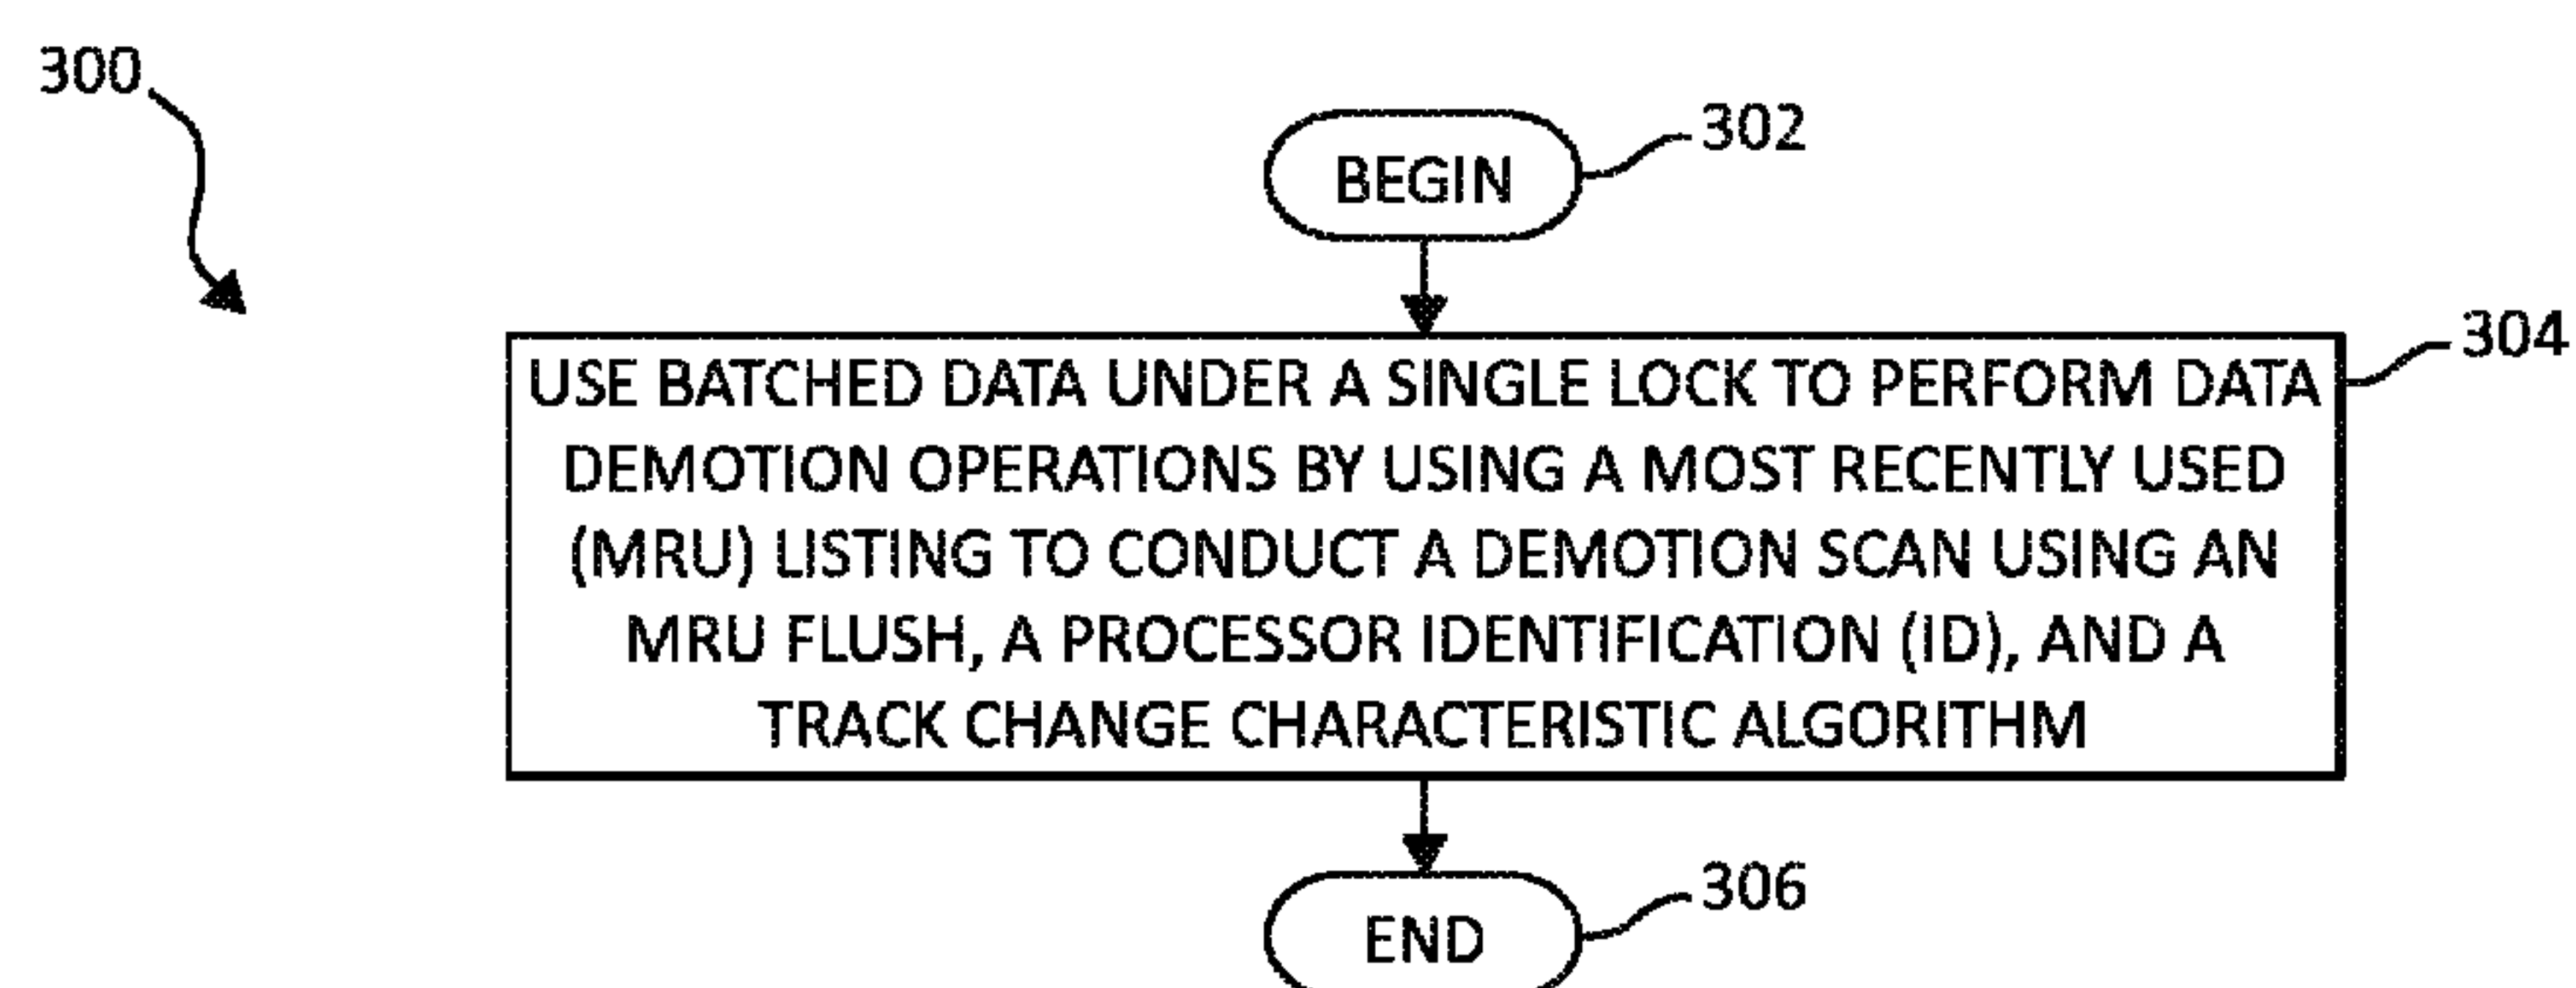 300
302
BEGIN
304
USE BATCHED DATA UNDER A SINGLE LOCK TO PERFORM DATA
DEMOTION OPERATIONS BY USING A MOST RECENTLY USED
(MRU) LISTING TO CONDUCT A DEMOTION SCAN USING AN
MRU FLUSH, A PROCESSOR IDENTIFICATION (ID), AND A
TRACK CHANGE CHARACTERISTIC ALGORITHM
306
END